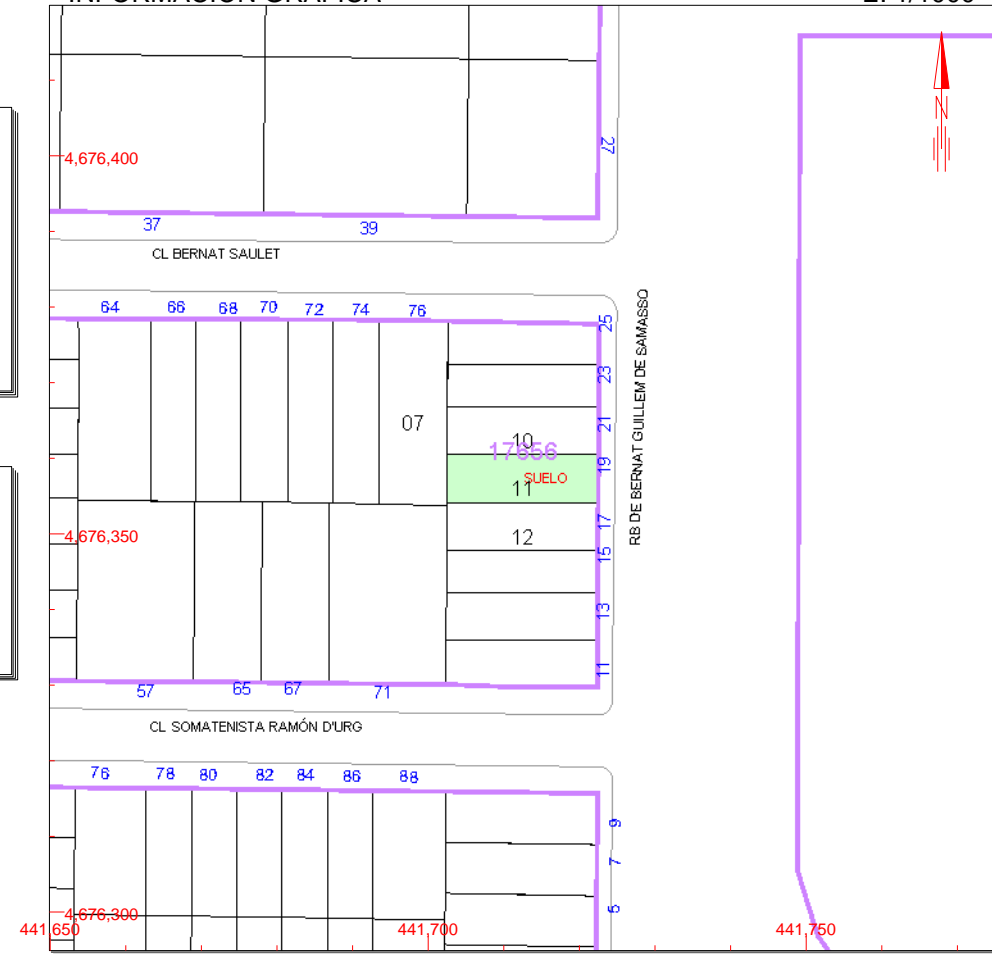 N
27
4,676,400
37
39
CL BERNAT SAULET
64 66 68 70 72 74 76
25
23
21
19
17
15
13
11
RB DE BERNAT GUILLEM DE SAMASSO
07
10
17656
SUELO
11
12
4,676,350
57 65 67 71
CL SOMATENISTA RAMÓN D'URG
76 78 80 82 84 86 88
9
7
5
4,676,300
441,650 441,700 441,750